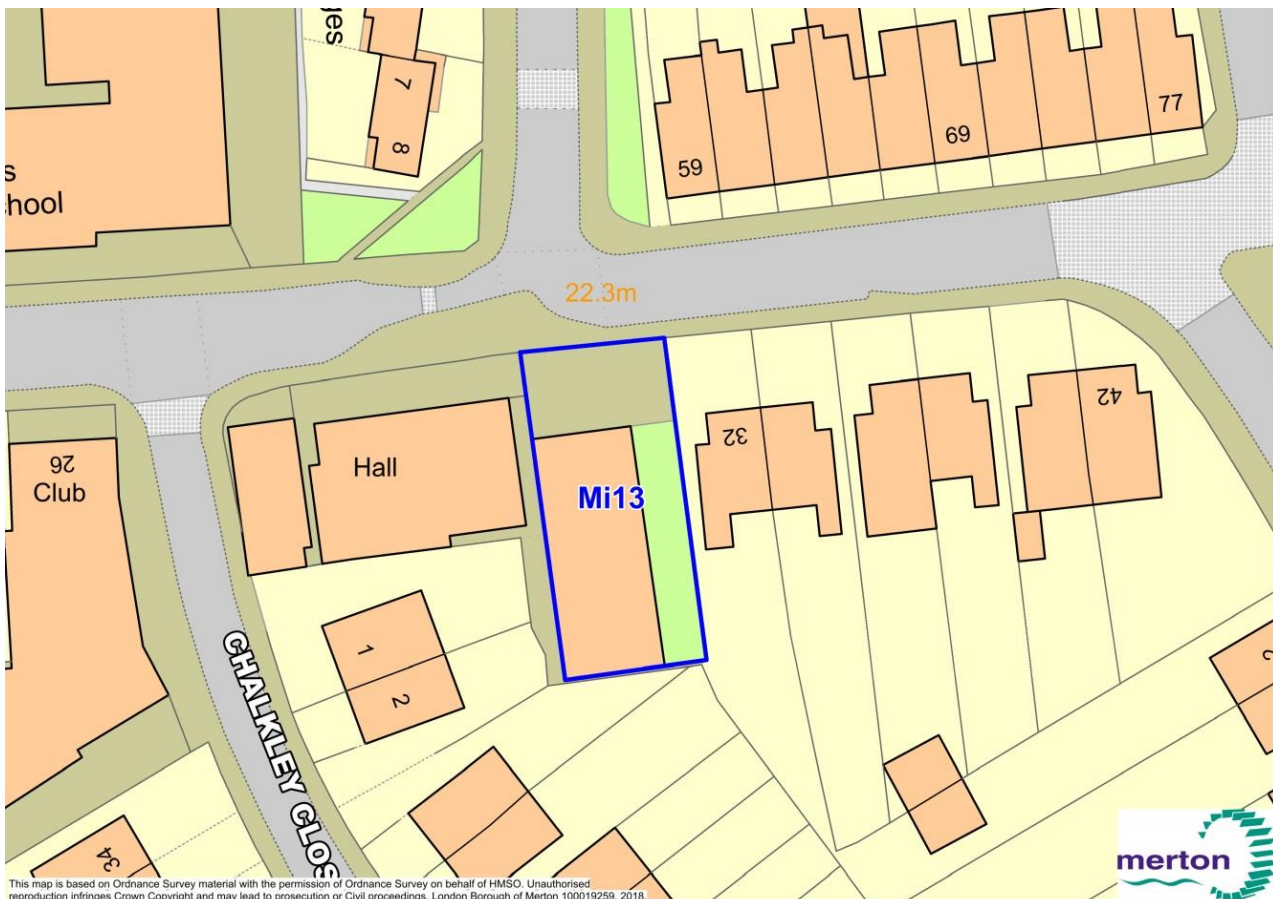 ges
7
8
59
69
77
s
hool
22.3m
26
Club
Hall
Mi13
32
42
1
2
CHALKLEY CLOS
34
2
merton
This map is based on Ordnance Survey material with the permission of Ordnance Survey on behalf of HMSO. Unauthorised
reproduction infringes Crown Copyright and may lead to prosecution or Civil proceedings. London Borough of Merton 100019259. 2018.